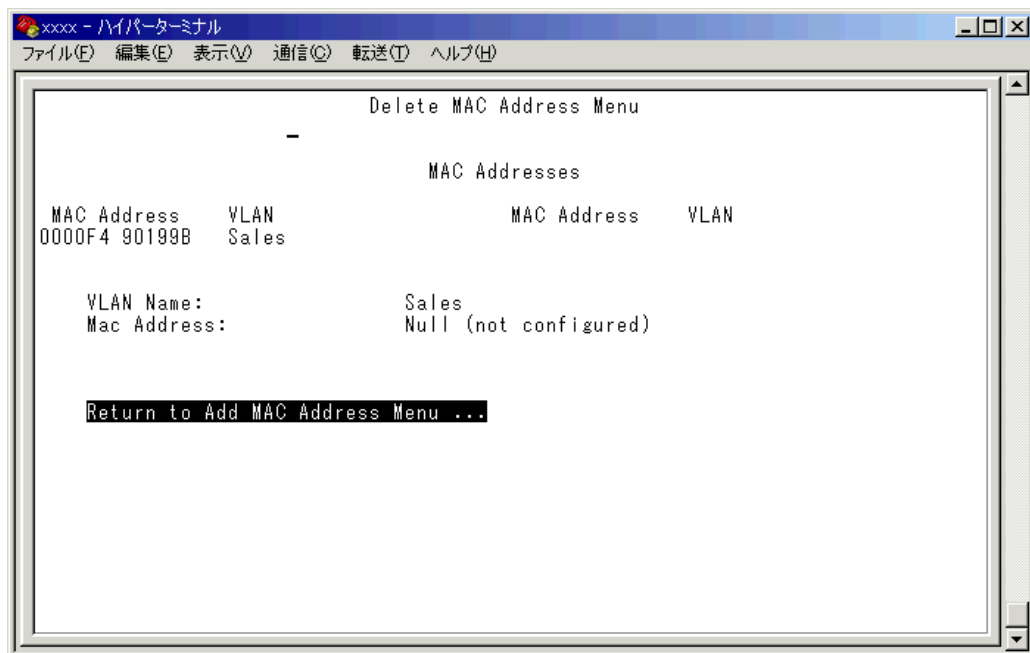 xxxx - ハイパーターミナル
ファイル(F) 編集(E) 表示(V) 通信(C) 転送(T) ヘルプ(H)
Delete MAC Address Menu
MAC Addresses
MAC Address VLAN MAC Address VLAN
0000F4 90199B Sales
VLAN Name: Sales
Mac Address: Null (not configured)
Return to Add MAC Address Menu ...